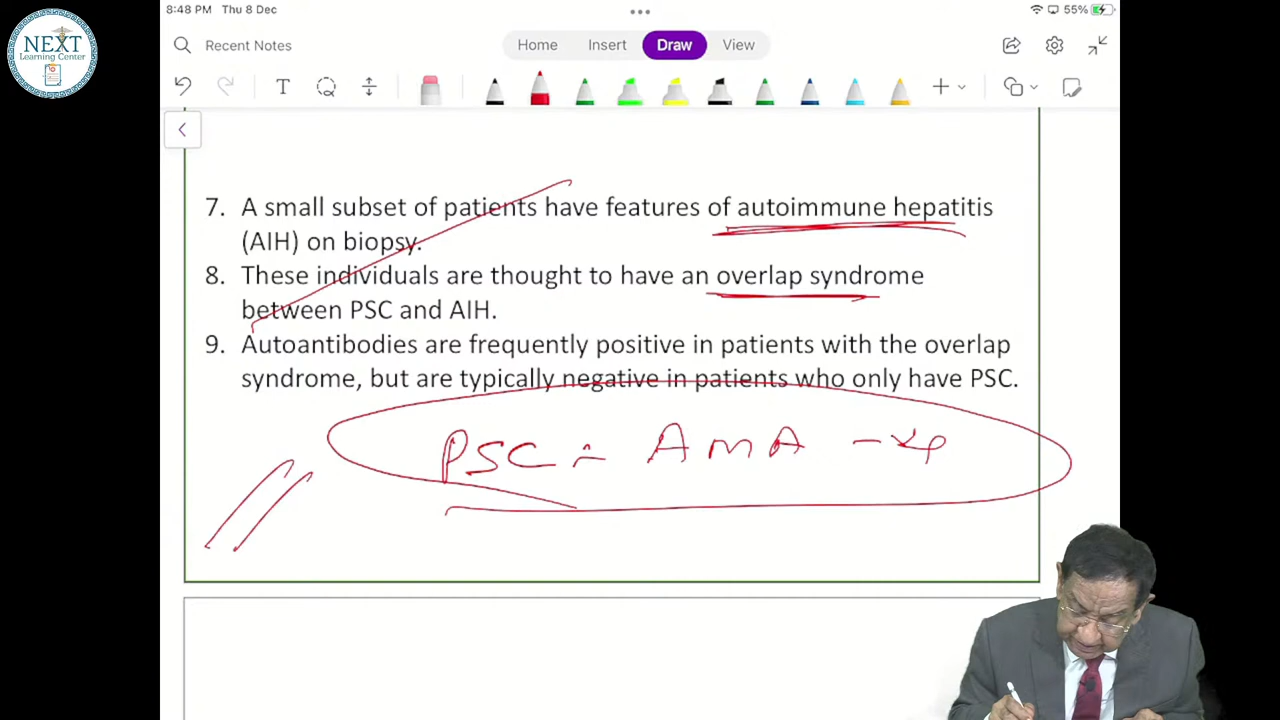 8:48 PM Thu 8 Dec
55%
NEXT
Learning Center
Recent Notes
Home Insert Draw View
T
7. A small subset of patients have features of autoimmune hepatitis
(AIH) on biopsy.
8. These individuals are thought to have an overlap syndrome
between PSC and AIH.
9. Autoantibodies are frequently positive in patients with the overlap
syndrome, but are typically negative in patients who only have PSC.
PSC = AMA -ve